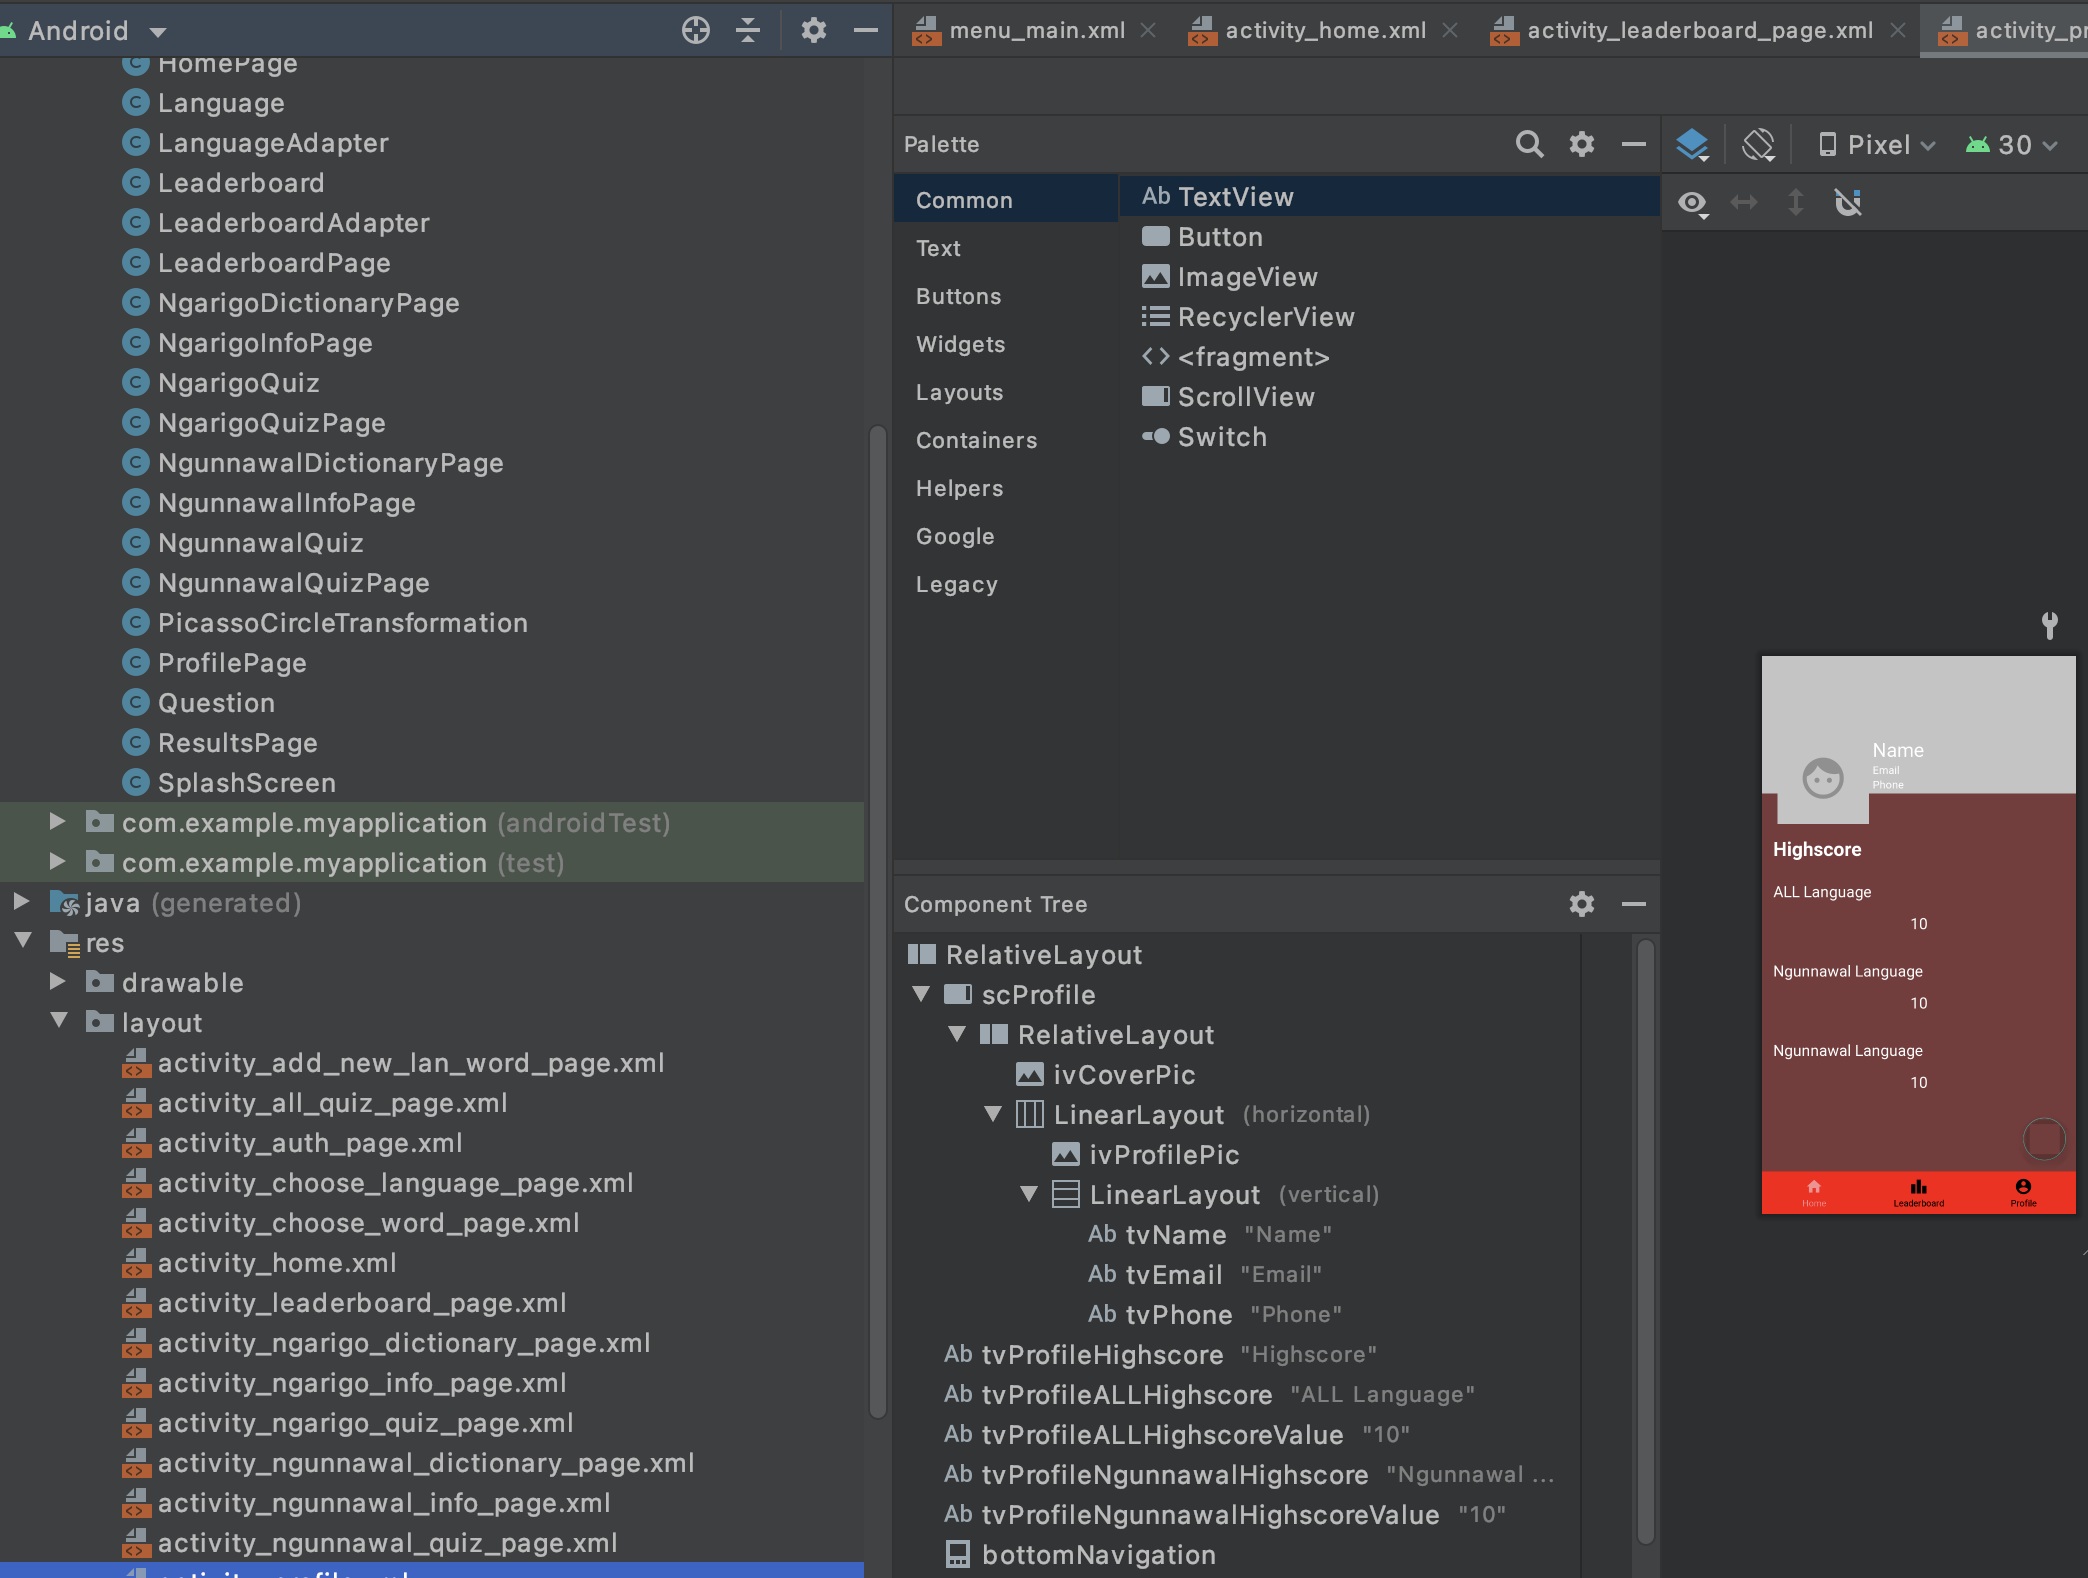 Android
menu_main.xml
activity_home.xml
activity_leaderboard_page.xml
activity_pr
HomePage
Language
LanguageAdapter
Leaderboard
LeaderboardAdapter
LeaderboardPage
NgarigoDictionaryPage
NgarigoInfoPage
NgarigoQuiz
NgarigoQuizPage
NgunnawalDictionaryPage
NgunnawalInfoPage
NgunnawalQuiz
NgunnawalQuizPage
PicassoCircleTransformation
ProfilePage
Question
ResultsPage
SplashScreen
com.example.myapplication (androidTest)
com.example.myapplication (test)
java (generated)
res
drawable
layout
activity_add_new_lan_word_page.xml
activity_all_quiz_page.xml
activity_auth_page.xml
activity_choose_language_page.xml
activity_choose_word_page.xml
activity_home.xml
activity_leaderboard_page.xml
activity_ngarigo_dictionary_page.xml
activity_ngarigo_info_page.xml
activity_ngarigo_quiz_page.xml
activity_ngunnawal_dictionary_page.xml
activity_ngunnawal_info_page.xml
activity_ngunnawal_quiz_page.xml
activity_profile.xml
Palette
Common
Text
Buttons
Widgets
Layouts
Containers
Helpers
Google
Legacy
Ab TextView
Button
ImageView
RecyclerView
<fragment>
ScrollView
Switch
Component Tree
RelativeLayout
scProfile
RelativeLayout
ivCoverPic
LinearLayout (horizontal)
ivProfilePic
LinearLayout (vertical)
Ab tvName "Name"
Ab tvEmail "Email"
Ab tvPhone "Phone"
Ab tvProfileHighscore "Highscore"
Ab tvProfileALLHighscore "ALL Language"
Ab tvProfileALLHighscoreValue "10"
Ab tvProfileNgunnawalHighscore "Ngunnawal ...
Ab tvProfileNgunnawalHighscoreValue "10"
bottomNavigation
Pixel
30
Name
Email
Phone
Highscore
ALL Language
10
Ngunnawal Language
10
Ngunnawal Language
10
Home
Leaderboard
Profile